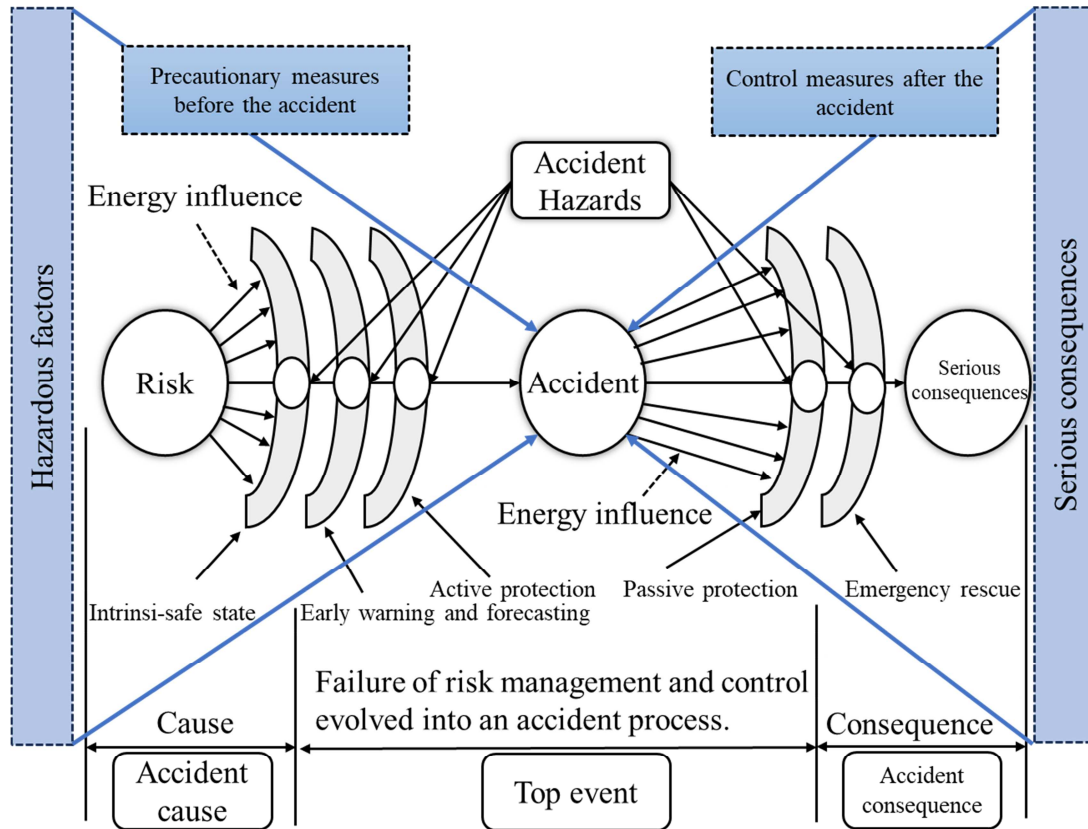 Precautionary measures
before the accident
Control measures after the
accident
Accident
Hazards
Energy influence
Hazardous factors
Serious consequences
Risk
Accident
Serious
consequences
Energy influence
Active protection
Passive protection
Emergency rescue
Intrinsi-safe state
Early warning and forecasting
Failure of risk management and control
evolved into an accident process.
Cause
Consequence
Accident
cause
Top event
Accident
consequence